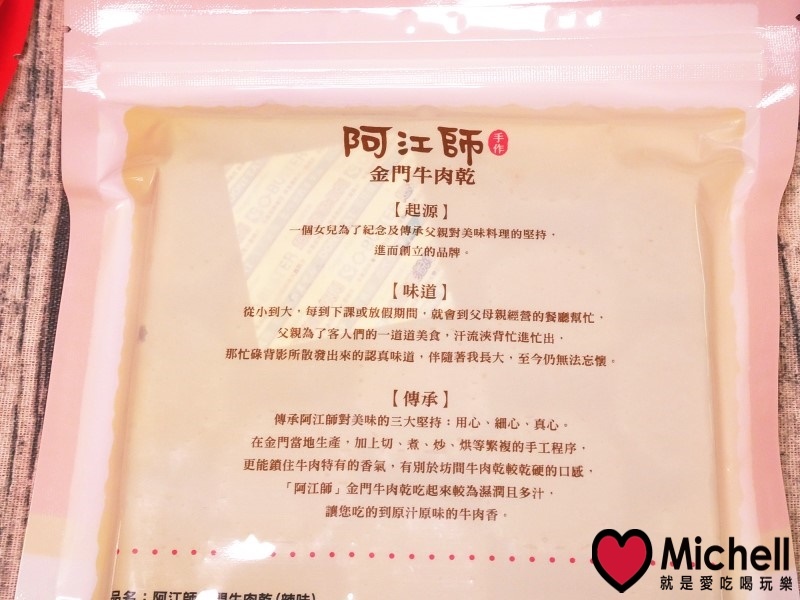 阿江師 手作
金門牛肉乾
【起源】
一個女兒為了紀念及傳承父親對美味料理的堅持，
進而創立的品牌。
【味道】
從小到大，每到下課或放假期間，就會到父母親經營的餐廳幫忙，
父親為了客人們的一道道美食，汗流浹背忙進忙出，
那忙碌背影所散發出來的認真味道，伴隨著我長大，至今仍無法忘懷。
【傳承】
傳承阿江師對美味的三大堅持：用心、細心、真心。
在金門當地生產，加上切、煮、炒、烘等繁複的手工程序，
更能鎖住牛肉特有的香氣，有別於坊間牛肉乾較乾硬的口感，
「阿江師」金門牛肉乾吃起來較為濕潤且多汁，
讓您吃的到原汁原味的牛肉香。
品名：阿江師 門牛肉乾(辣味)
Michell
就是愛吃喝玩樂